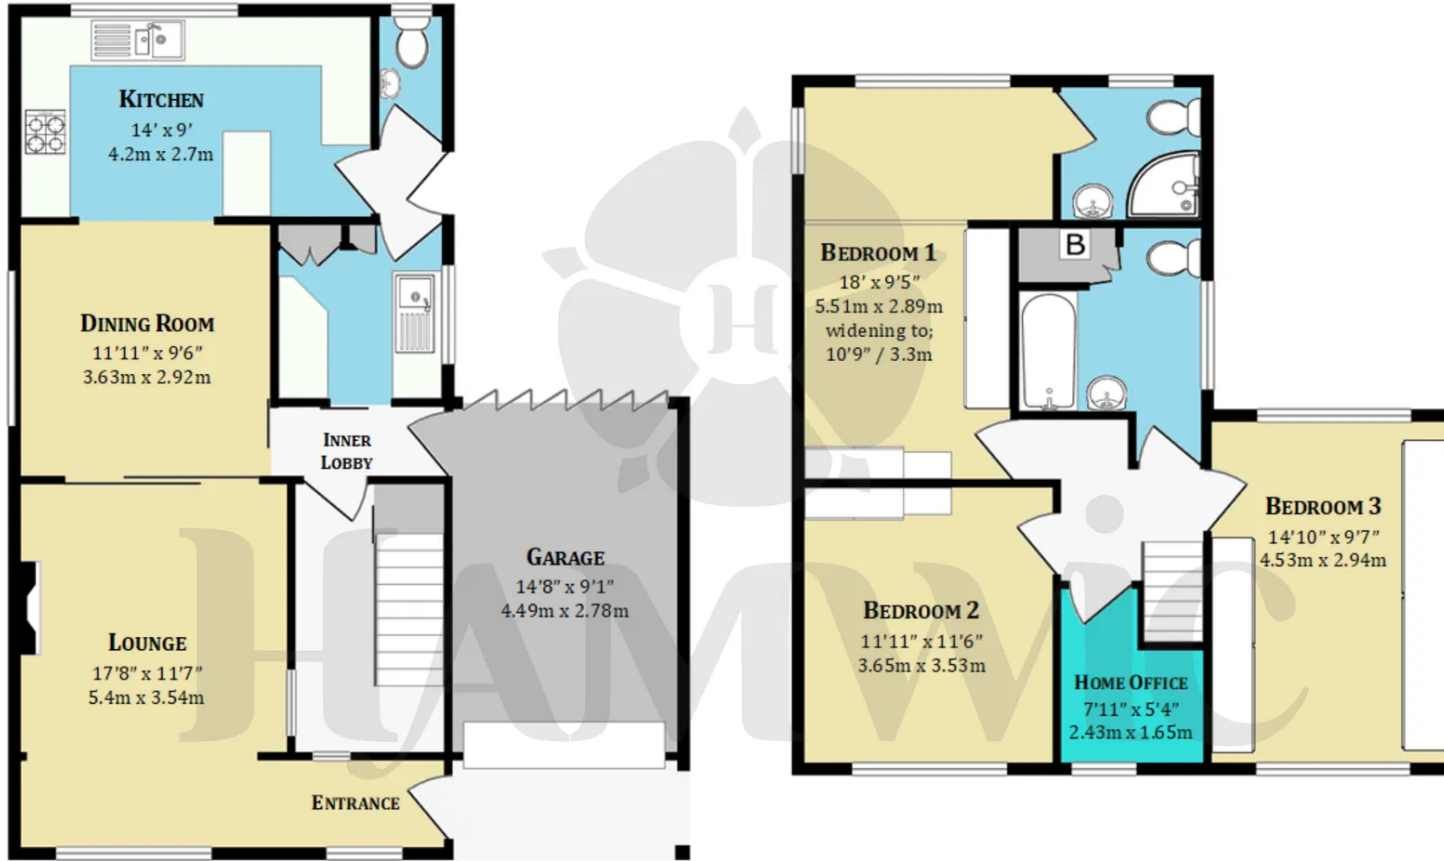 KITCHEN
14' x 9'
4.2m x 2.7m
DINING ROOM
11'11" x 9'6"
3.63m x 2.92m
INNER
LOBBY
LOUNGE
17'8" x 11'7"
5.4m x 3.54m
GARAGE
14'8" x 9'1"
4.49m x 2.78m
ENTRANCE
BEDROOM 1
18' x 9'5"
5.51m x 2.89m
widening to;
10'9" / 3.3m
B
BEDROOM 2
11'11" x 11'6"
3.65m x 3.53m
HOME OFFICE
7'11" x 5'4"
2.43m x 1.65m
BEDROOM 3
14'10" x 9'7"
4.53m x 2.94m
H
HAMWIC